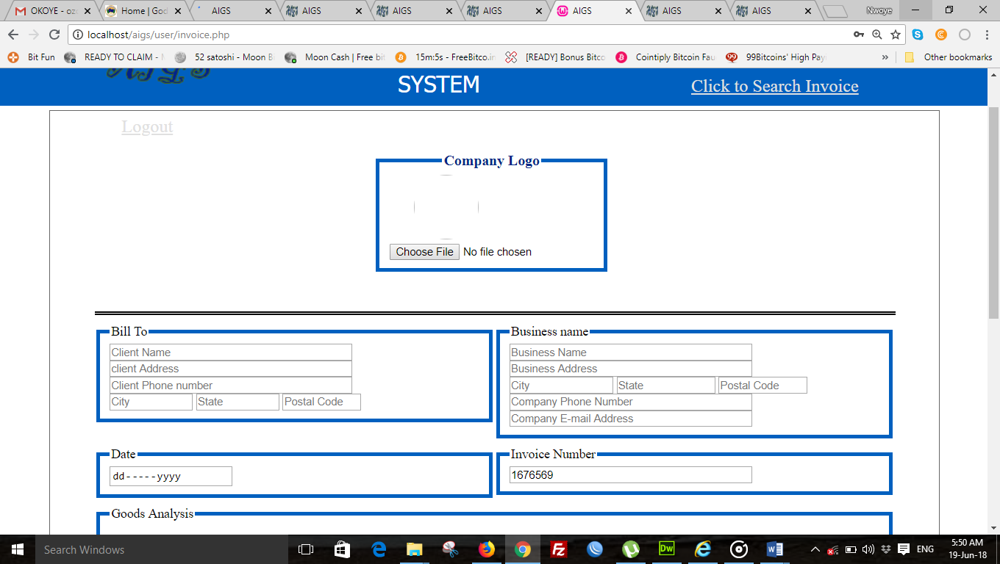 OKOYE - ozo
Home | God
AIGS
AIGS
AIGS
AIGS
AIGS
AIGS
AIGS
Nwoye
localhost/aigs/user/invoice.php
Bit Fun
READY TO CLAIM -
52 satoshi - Moon B
Moon Cash | Free bit
15m:5s - FreeBitco.in
[READY] Bonus Bitco
Cointiply Bitcoin Fau
99Bitcoins' High Pay
»
Other bookmarks
AIGS
SYSTEM
Click to Search Invoice
Logout
Company Logo
Choose File No file chosen
Bill To
Client Name
client Address
Client Phone number
City State Postal Code
Business name
Business Name
Business Address
City State Postal Code
Company Phone Number
Company E-mail Address
Date
dd-----yyyy
Invoice Number
1676569
Goods Analysis
Search Windows
Dw
ENG
5:50 AM
19-Jun-18